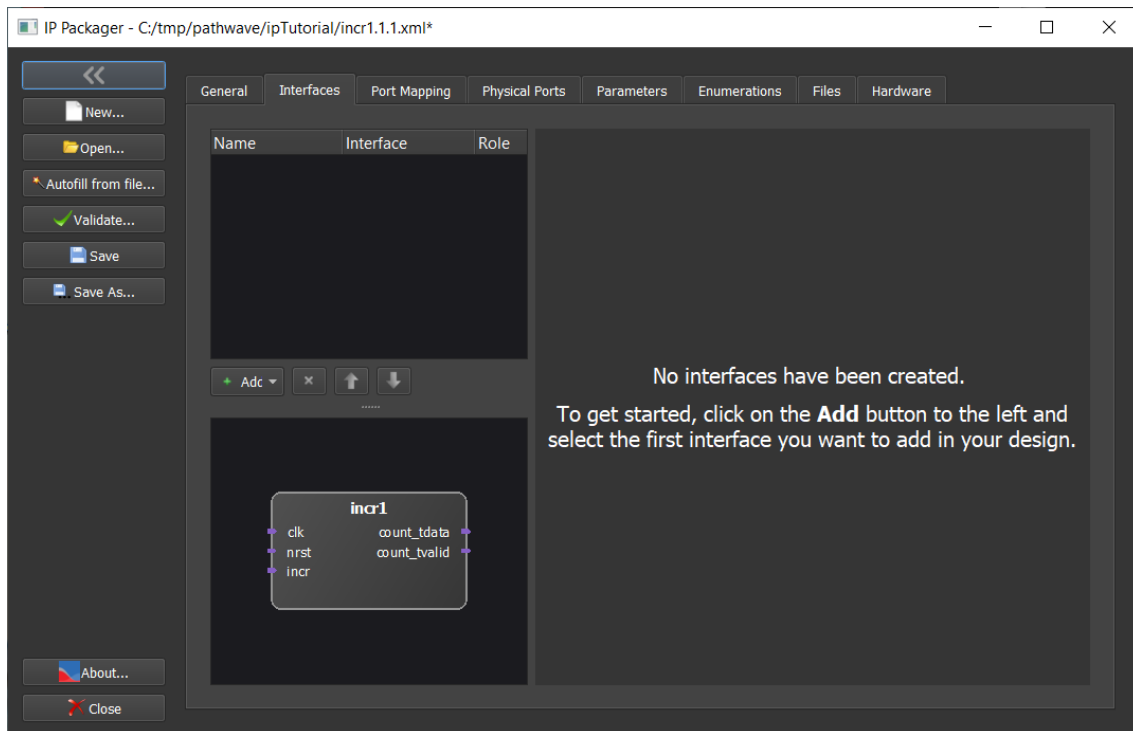 IP Packager - C:/tmp/pathwave/ipTutorial/incr1.1.1.xml*
New...
Open...
Autofill from file...
Validate...
Save
Save As...
About...
Close
General Interfaces Port Mapping Physical Ports Parameters Enumerations Files Hardware
Name Interface Role
Adc
incr1
clk count_tdata
nrst count_tvalid
incr
No interfaces have been created.
To get started, click on the Add button to the left and
select the first interface you want to add in your design.